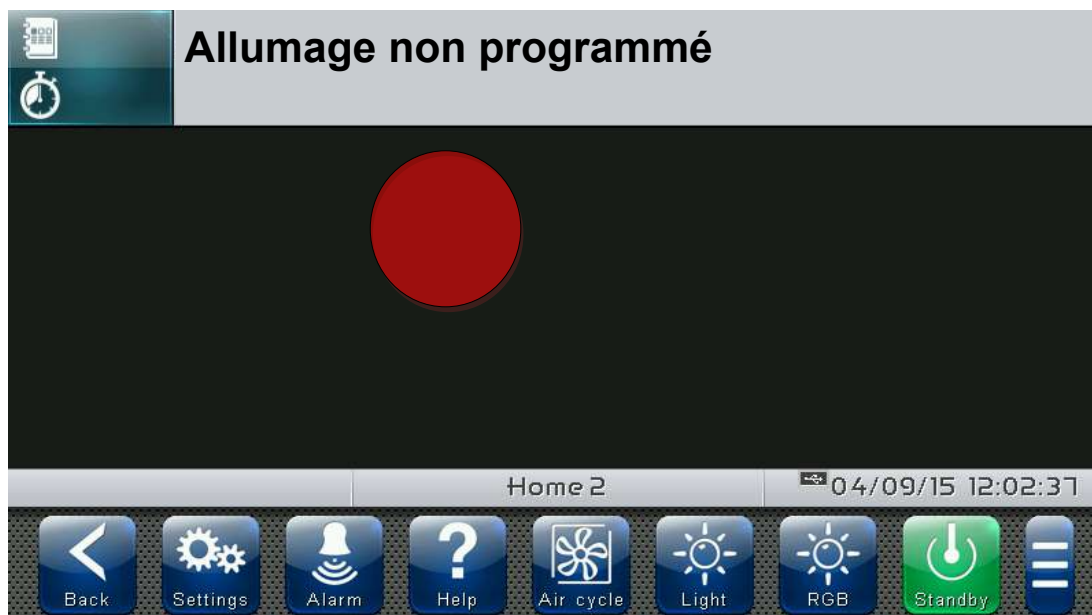 Allumage non programmé
Home 2
04/09/15 12:02:37
Back
Settings
Alarm
?
Help
Air cycle
Light
RGB
Standby